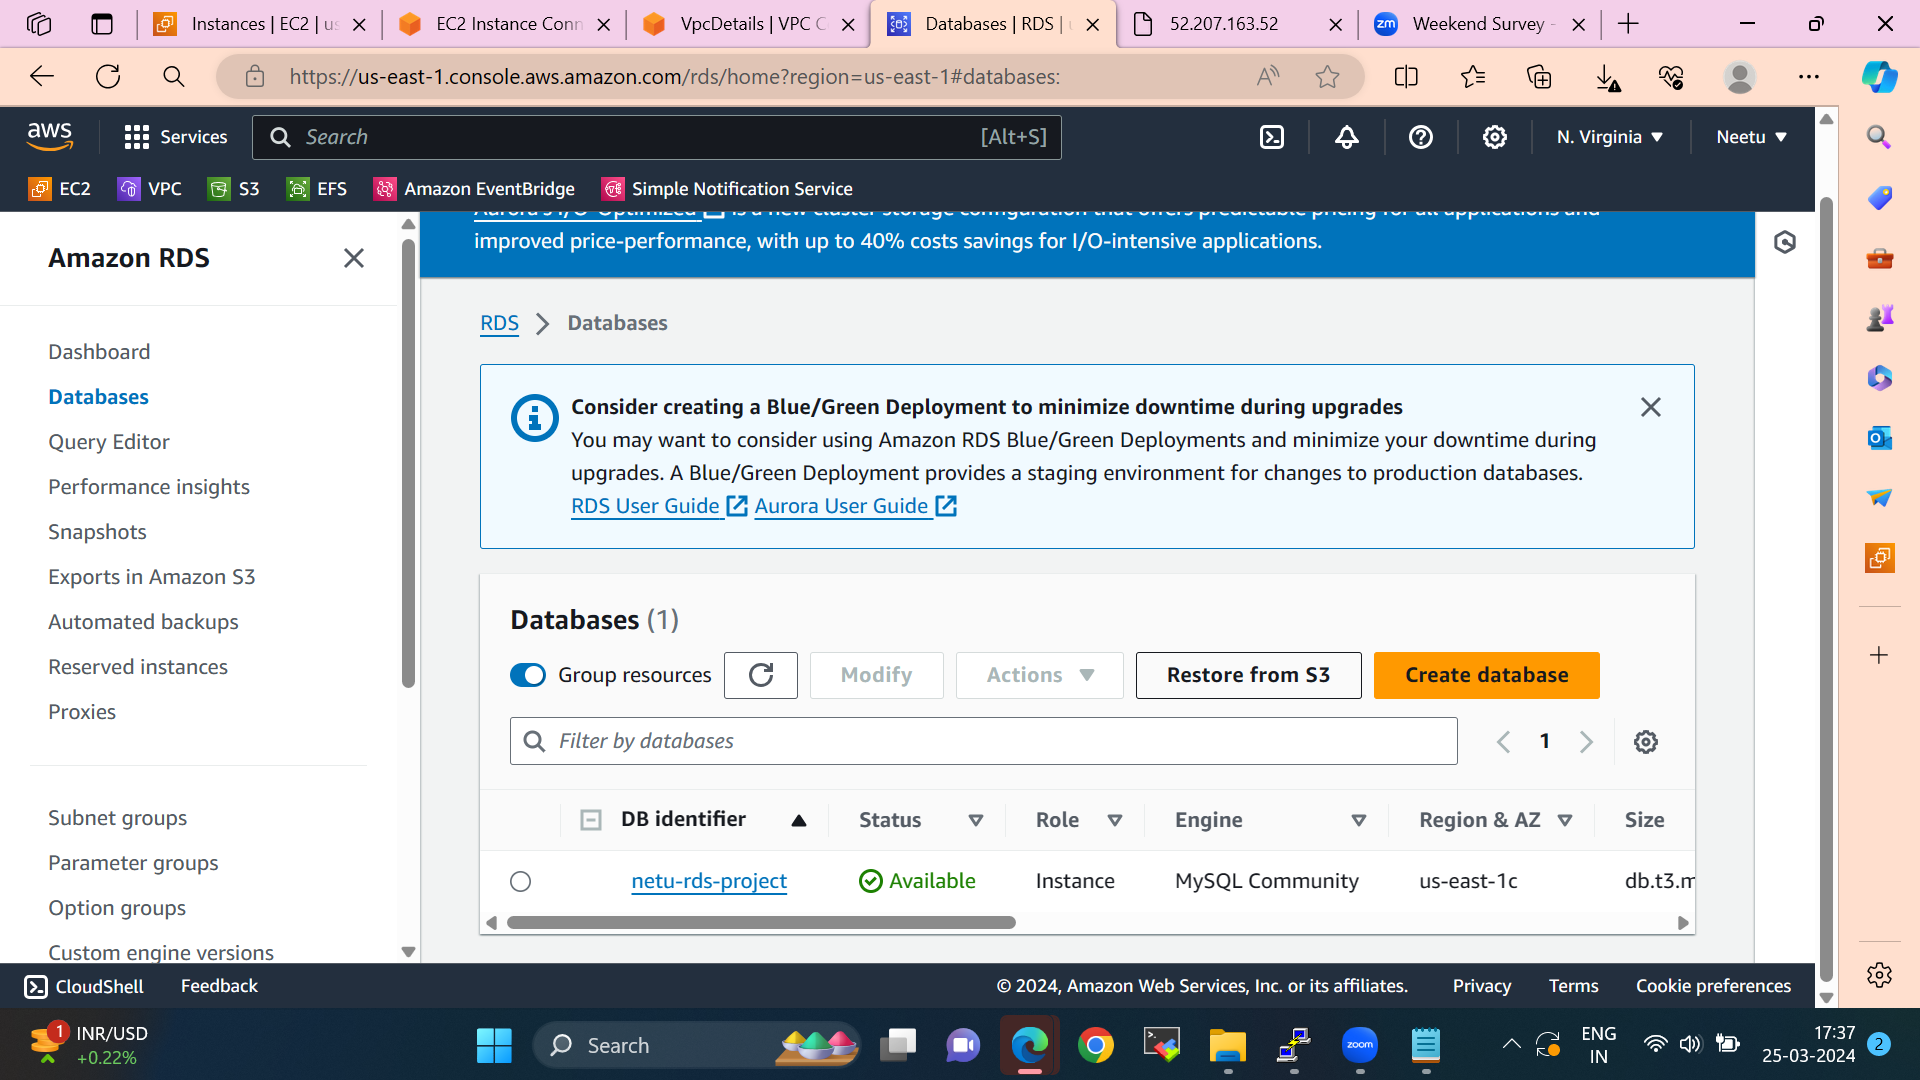 Instances | EC2 | us
EC2 Instance Conn
VpcDetails | VPC C
Databases | RDS | u
52.207.163.52
zm
Weekend Survey -
https://us-east-1.console.aws.amazon.com/rds/home?region=us-east-1#databases:
aws
Services
Search
[Alt+S]
N. Virginia
Neetu
EC2
VPC
S3
EFS
Amazon EventBridge
Simple Notification Service
Amazon RDS
Dashboard
Databases
Query Editor
Performance insights
Snapshots
Exports in Amazon S3
Automated backups
Reserved instances
Proxies
Subnet groups
Parameter groups
Option groups
Custom engine versions
Aurora's I/O-Optimized is a new cluster storage configuration that offers predictable pricing for all applications and
improved price-performance, with up to 40% costs savings for I/O-intensive applications.
RDS > Databases
Consider creating a Blue/Green Deployment to minimize downtime during upgrades
You may want to consider using Amazon RDS Blue/Green Deployments and minimize your downtime during
upgrades. A Blue/Green Deployment provides a staging environment for changes to production databases.
RDS User Guide Aurora User Guide
Databases (1)
Group resources
Modify
Actions
Restore from S3
Create database
Filter by databases
1
DB identifier
Status
Role
Engine
Region & AZ
Size
netu-rds-project
Available
Instance
MySQL Community
us-east-1c
db.t3.m
CloudShell
Feedback
© 2024, Amazon Web Services, Inc. or its affiliates.
Privacy
Terms
Cookie preferences
1
INR/USD
+0.22%
Search
zoom
ENG
IN
17:37
25-03-2024
2